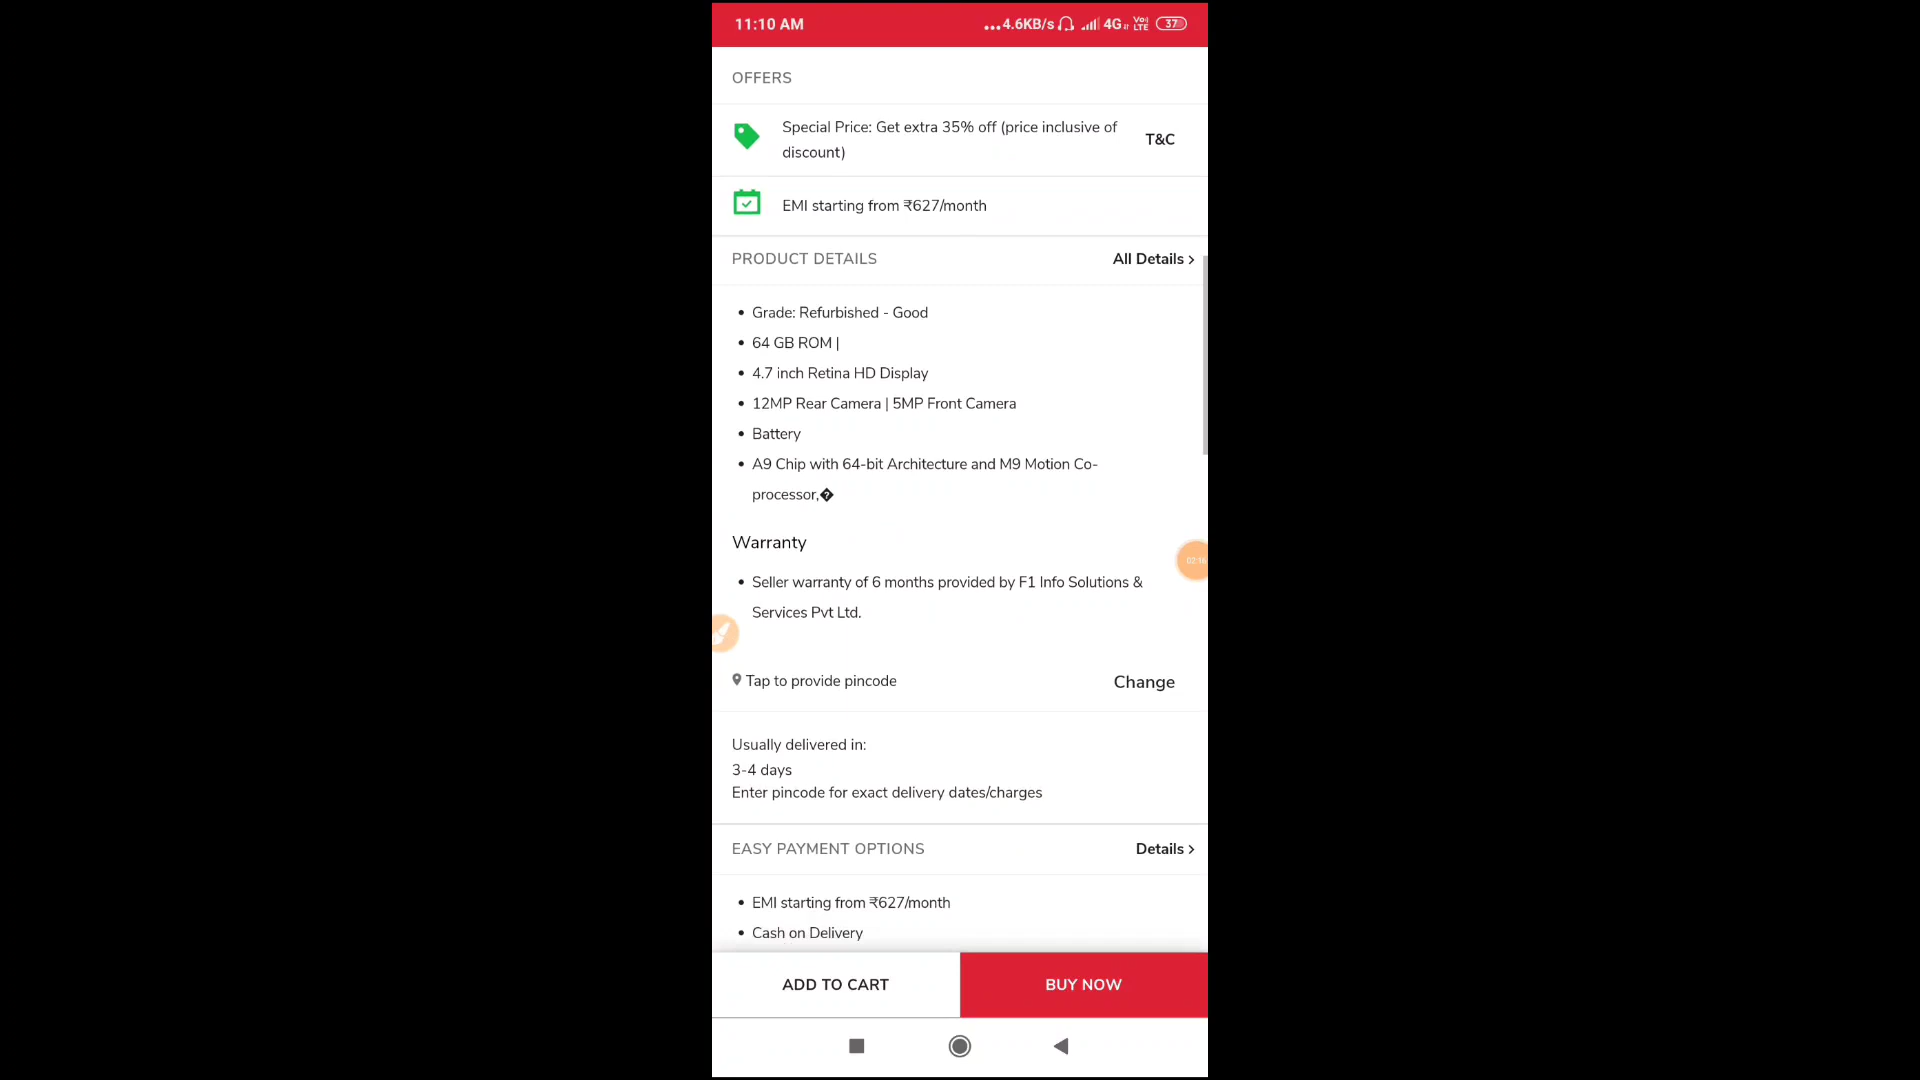 11:10 AM
...4.6KB/s 4G Vo) LTE 37
OFFERS
Special Price: Get extra 35% off (price inclusive of
discount)
T&C
EMI starting from ₹627/month
PRODUCT DETAILS
All Details >
• Grade: Refurbished - Good
• 64 GB ROM |
• 4.7 inch Retina HD Display
• 12MP Rear Camera | 5MP Front Camera
• Battery
• A9 Chip with 64-bit Architecture and M9 Motion Co-
processor,�
Warranty
02:16
• Seller warranty of 6 months provided by F1 Info Solutions &
Services Pvt Ltd.
Tap to provide pincode
Change
Usually delivered in:
3-4 days
Enter pincode for exact delivery dates/charges
EASY PAYMENT OPTIONS
Details >
• EMI starting from ₹627/month
• Cash on Delivery
ADD TO CART
BUY NOW